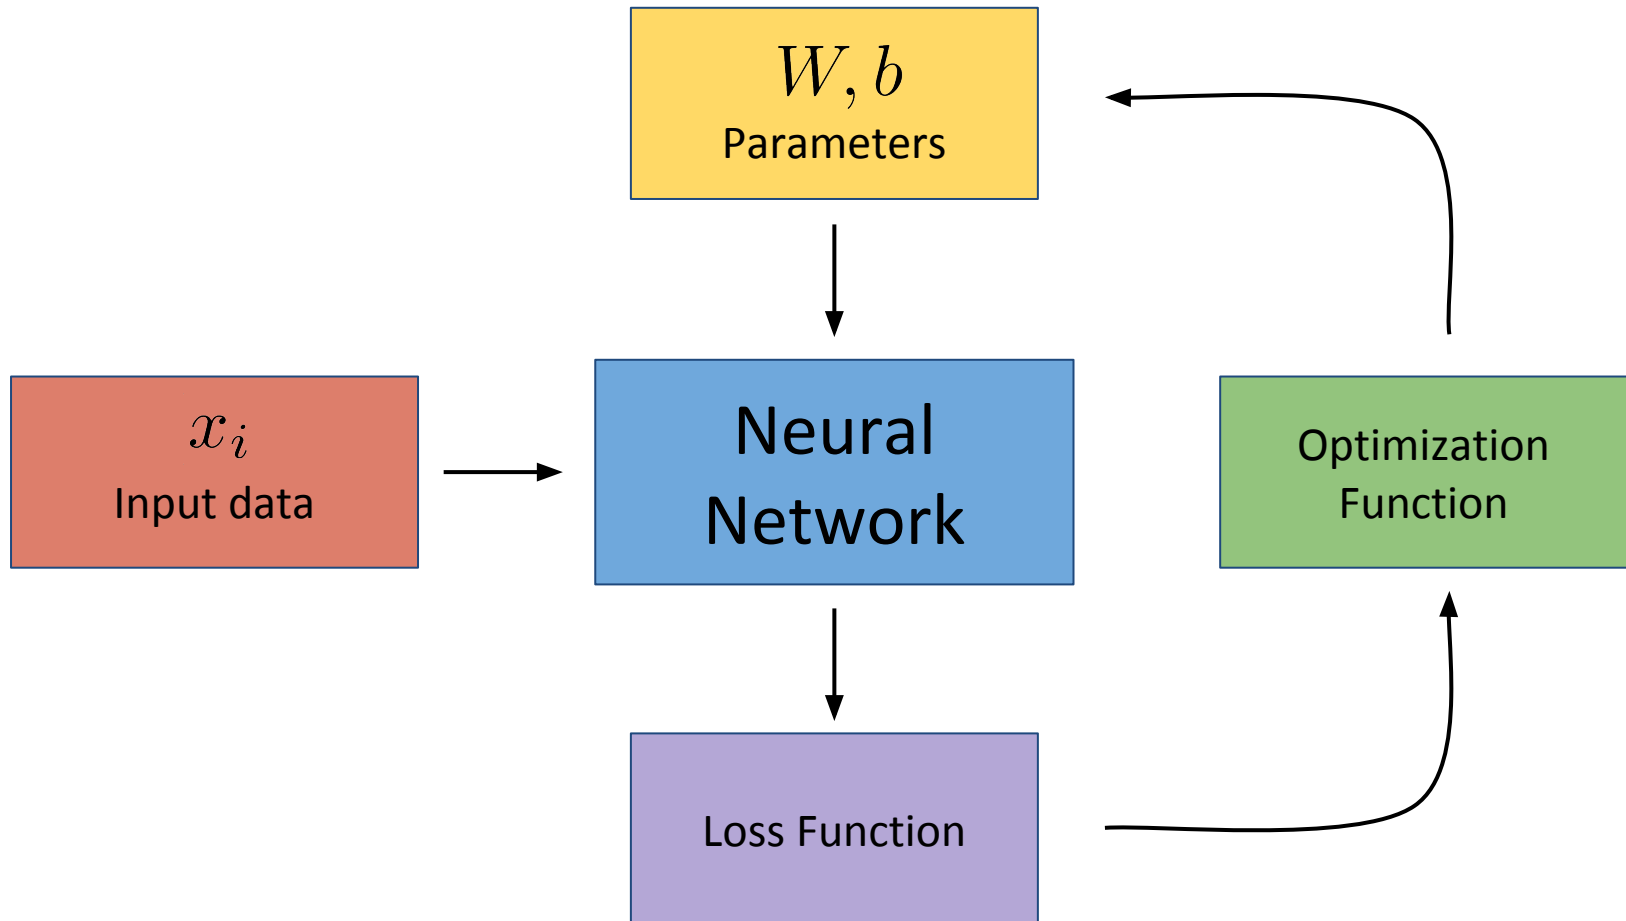 W, b
Parameters
x_i
Input data
Neural
Network
Optimization
Function
Loss Function